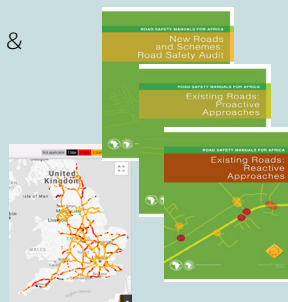 &
ROAD SAFETY MANUALS FOR AFRICA
New Roads
and Schemes:
Road Safety Audit
ROAD SAFETY MANUALS FOR AFRICA
Existing Roads:
Proactive
Approaches
ROAD SAFETY MANUALS FOR AFRICA
Existing Roads:
Reactive
Approaches
United
Kingdom
Isle of Man
WALES